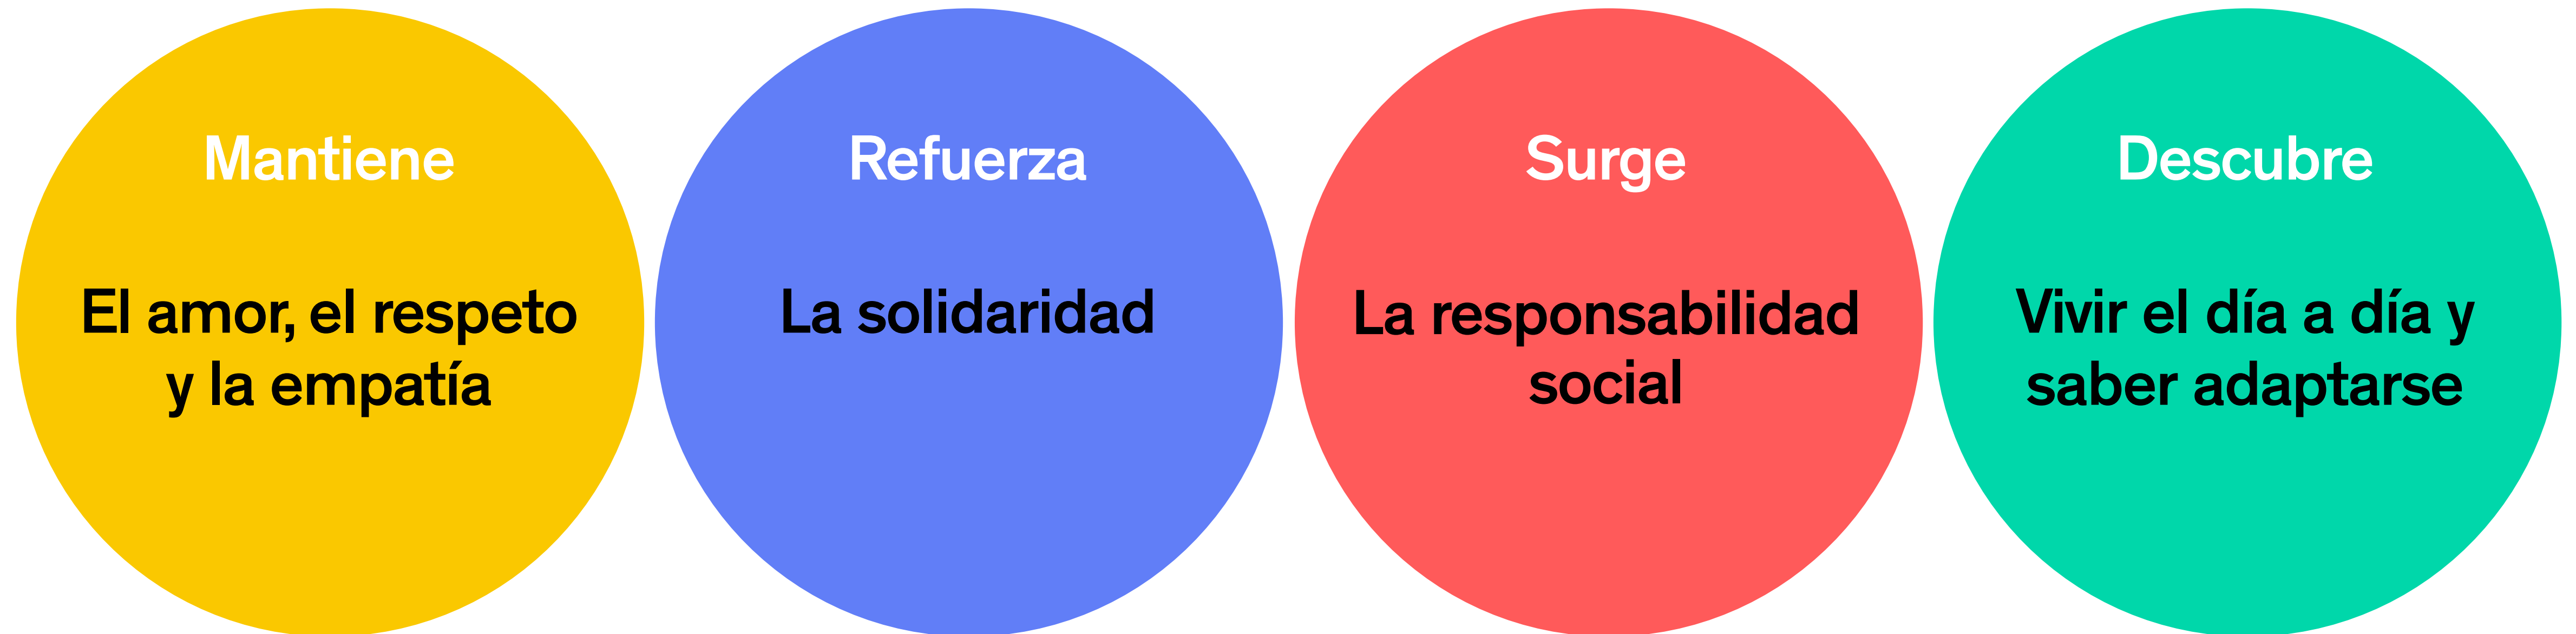 Mantiene
El amor, el respeto
y la empatía
Refuerza
La solidaridad
Surge
La responsabilidad
social
Descubre
Vivir el día a día y
saber adaptarse